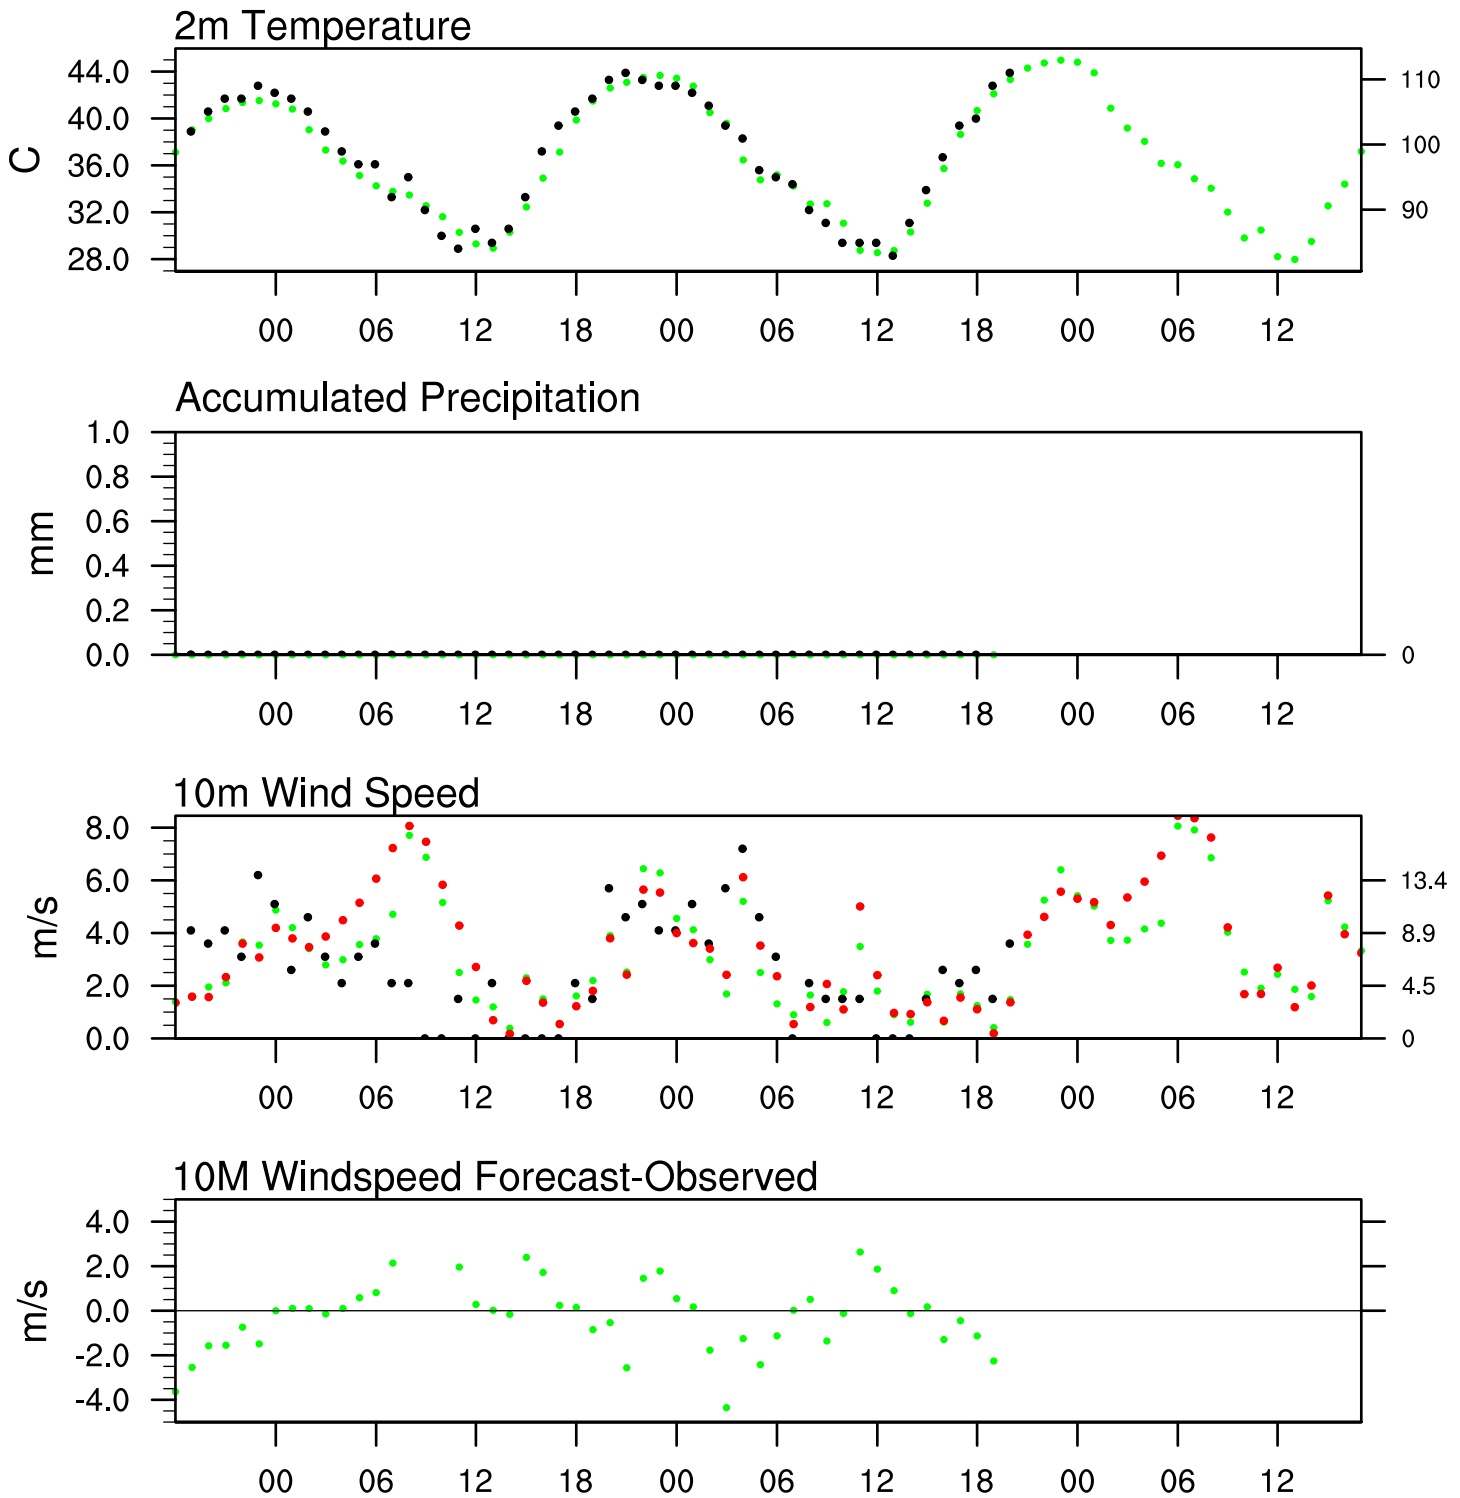 2m Temperature
44.0
40.0
36.0
32.0
28.0
C
110
100
90
00 06 12 18 00 06 12 18 00 06 12
Accumulated Precipitation
1.0
0.8
0.6
0.4
0.2
0.0
mm
0
00 06 12 18 00 06 12 18 00 06 12
10m Wind Speed
8.0
6.0
4.0
2.0
0.0
m/s
13.4
8.9
4.5
0
00 06 12 18 00 06 12 18 00 06 12
10M Windspeed Forecast-Observed
4.0
2.0
0.0
-2.0
-4.0
m/s
00 06 12 18 00 06 12 18 00 06 12